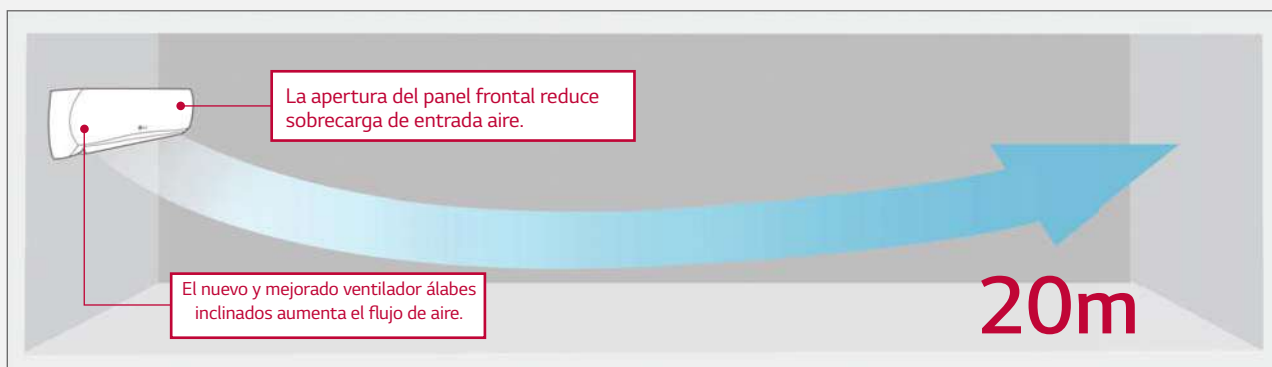 La apertura del panel frontal reduce
sobrecarga de entrada aire.
El nuevo y mejorado ventilador álabes
inclinados aumenta el flujo de aire.
20m